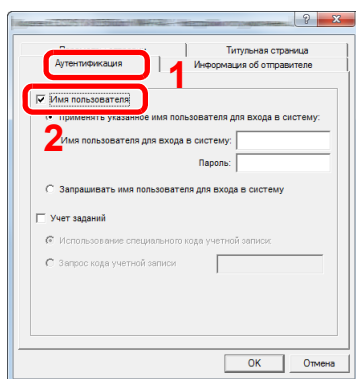 Титульная страница
Аутентификация
Информация об отправителе
1
Имя пользователя
Применять указанное имя пользователя для входа в систему:
2
Имя пользователя для входа в систему:
Пароль:
Запрашивать имя пользователя для входа в систему
Учет заданий
Использование специального кода учетной записи:
Запрос кода учетной записи
OK
Отмена